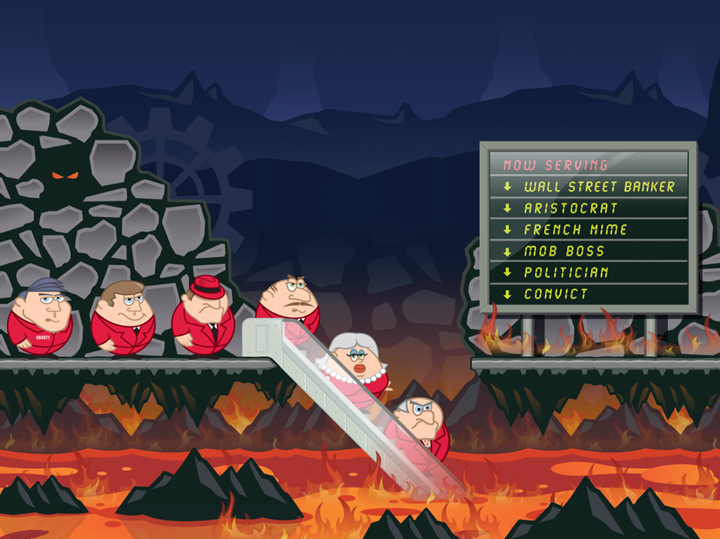 NOW SERVING
WALL STREET BANKER
ARISTOCRAT
FRENCH MIME
MOB BOSS
POLITICIAN
CONVICT